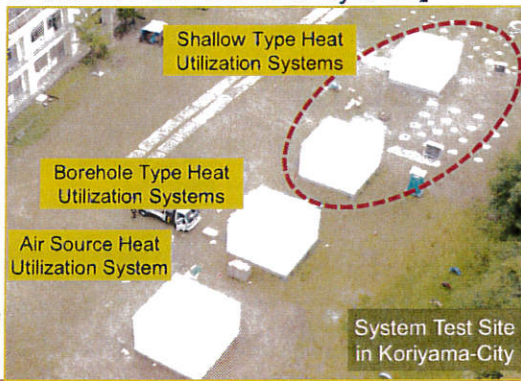 Shallow Type Heat
Utilization Systems
Borehole Type Heat
Utilization Systems
Air Source Heat
Utilization System
System Test Site
in Koriyama-City